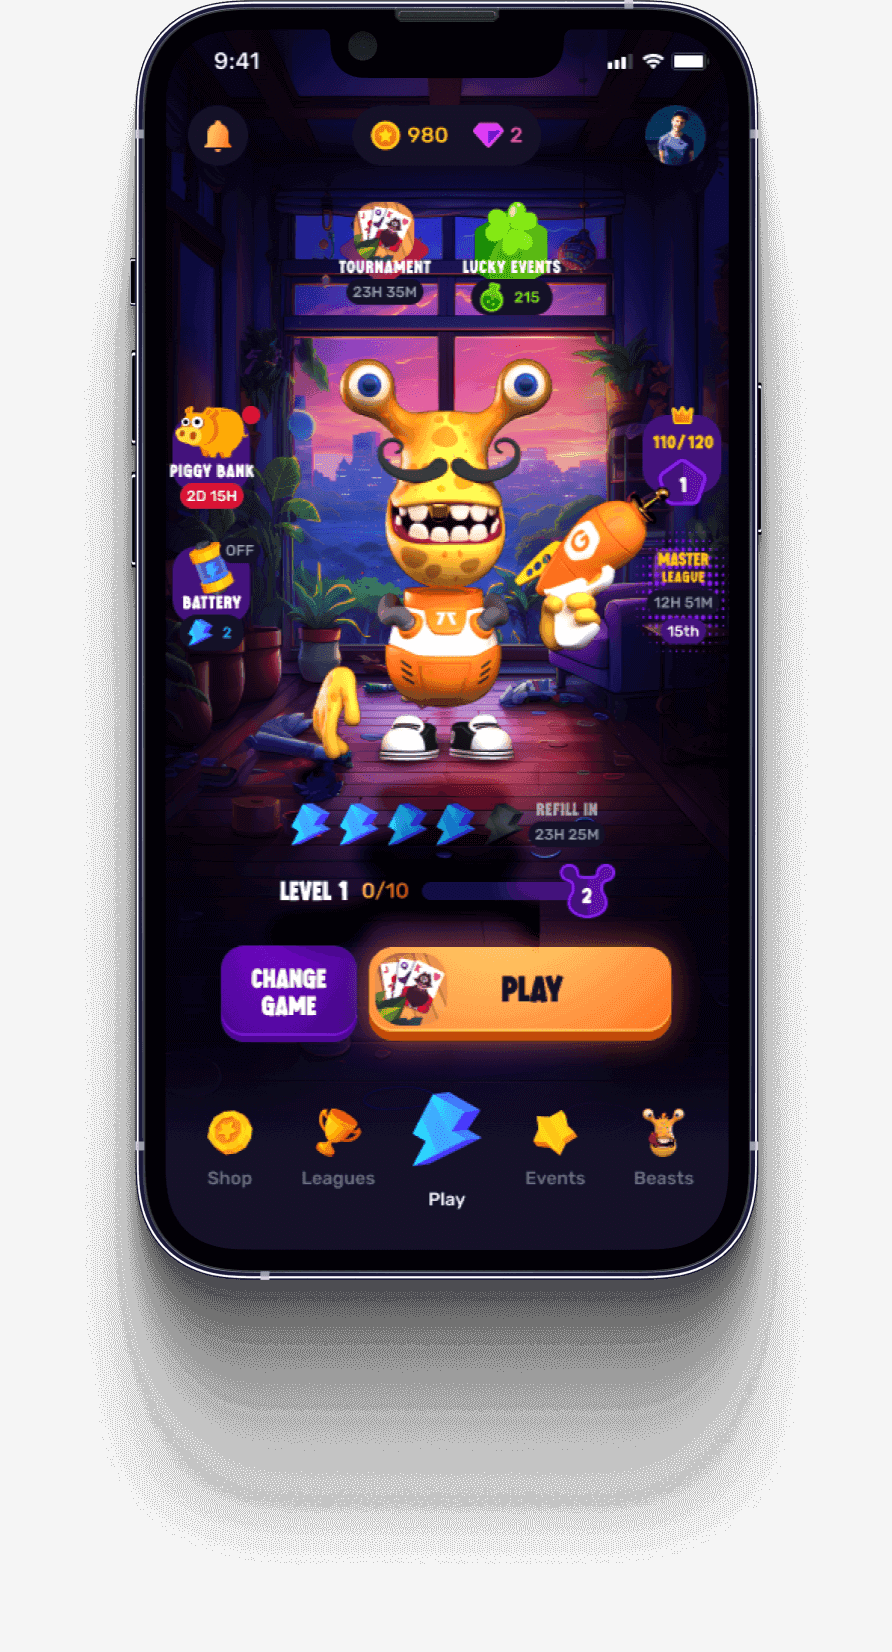 9:41
980
2
TOURNAMENT
23H 35M
LUCKY EVENTS
215
PIGGY BANK
2D 15H
OFF
BATTERY
2
110/120
1
MASTER
LEAGUE
12H 51M
15th
REFILL IN
23H 25M
LEVEL 1 0/10
2
CHANGE
GAME
PLAY
Shop
Leagues
Play
Events
Beasts